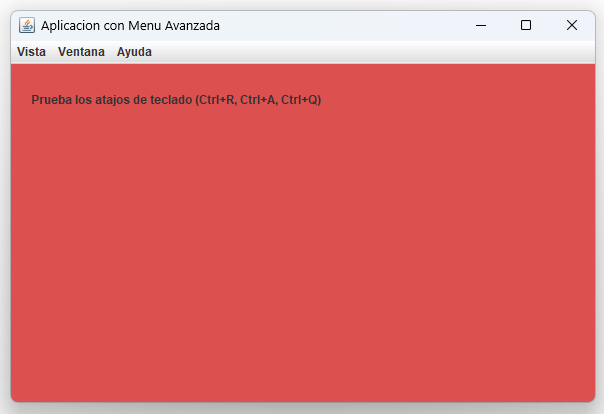 Aplicacion con Menu Avanzada
Vista Ventana Ayuda
Prueba los atajos de teclado (Ctrl+R, Ctrl+A, Ctrl+Q)